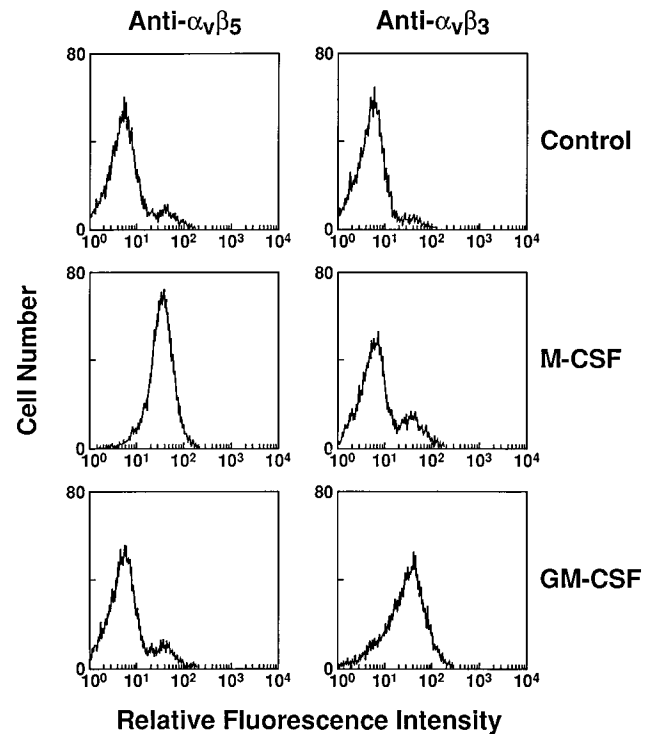 Anti-αvβ5 Anti-αvβ3
80 80
Control
0 0
10⁰ 10¹ 10² 10³ 10⁴ 10⁰ 10¹ 10² 10³ 10⁴
80 80
Cell Number
M-CSF
0 0
10⁰ 10¹ 10² 10³ 10⁴ 10⁰ 10¹ 10² 10³ 10⁴
80 80
GM-CSF
0 0
10⁰ 10¹ 10² 10³ 10⁴ 10⁰ 10¹ 10² 10³ 10⁴
Relative Fluorescence Intensity